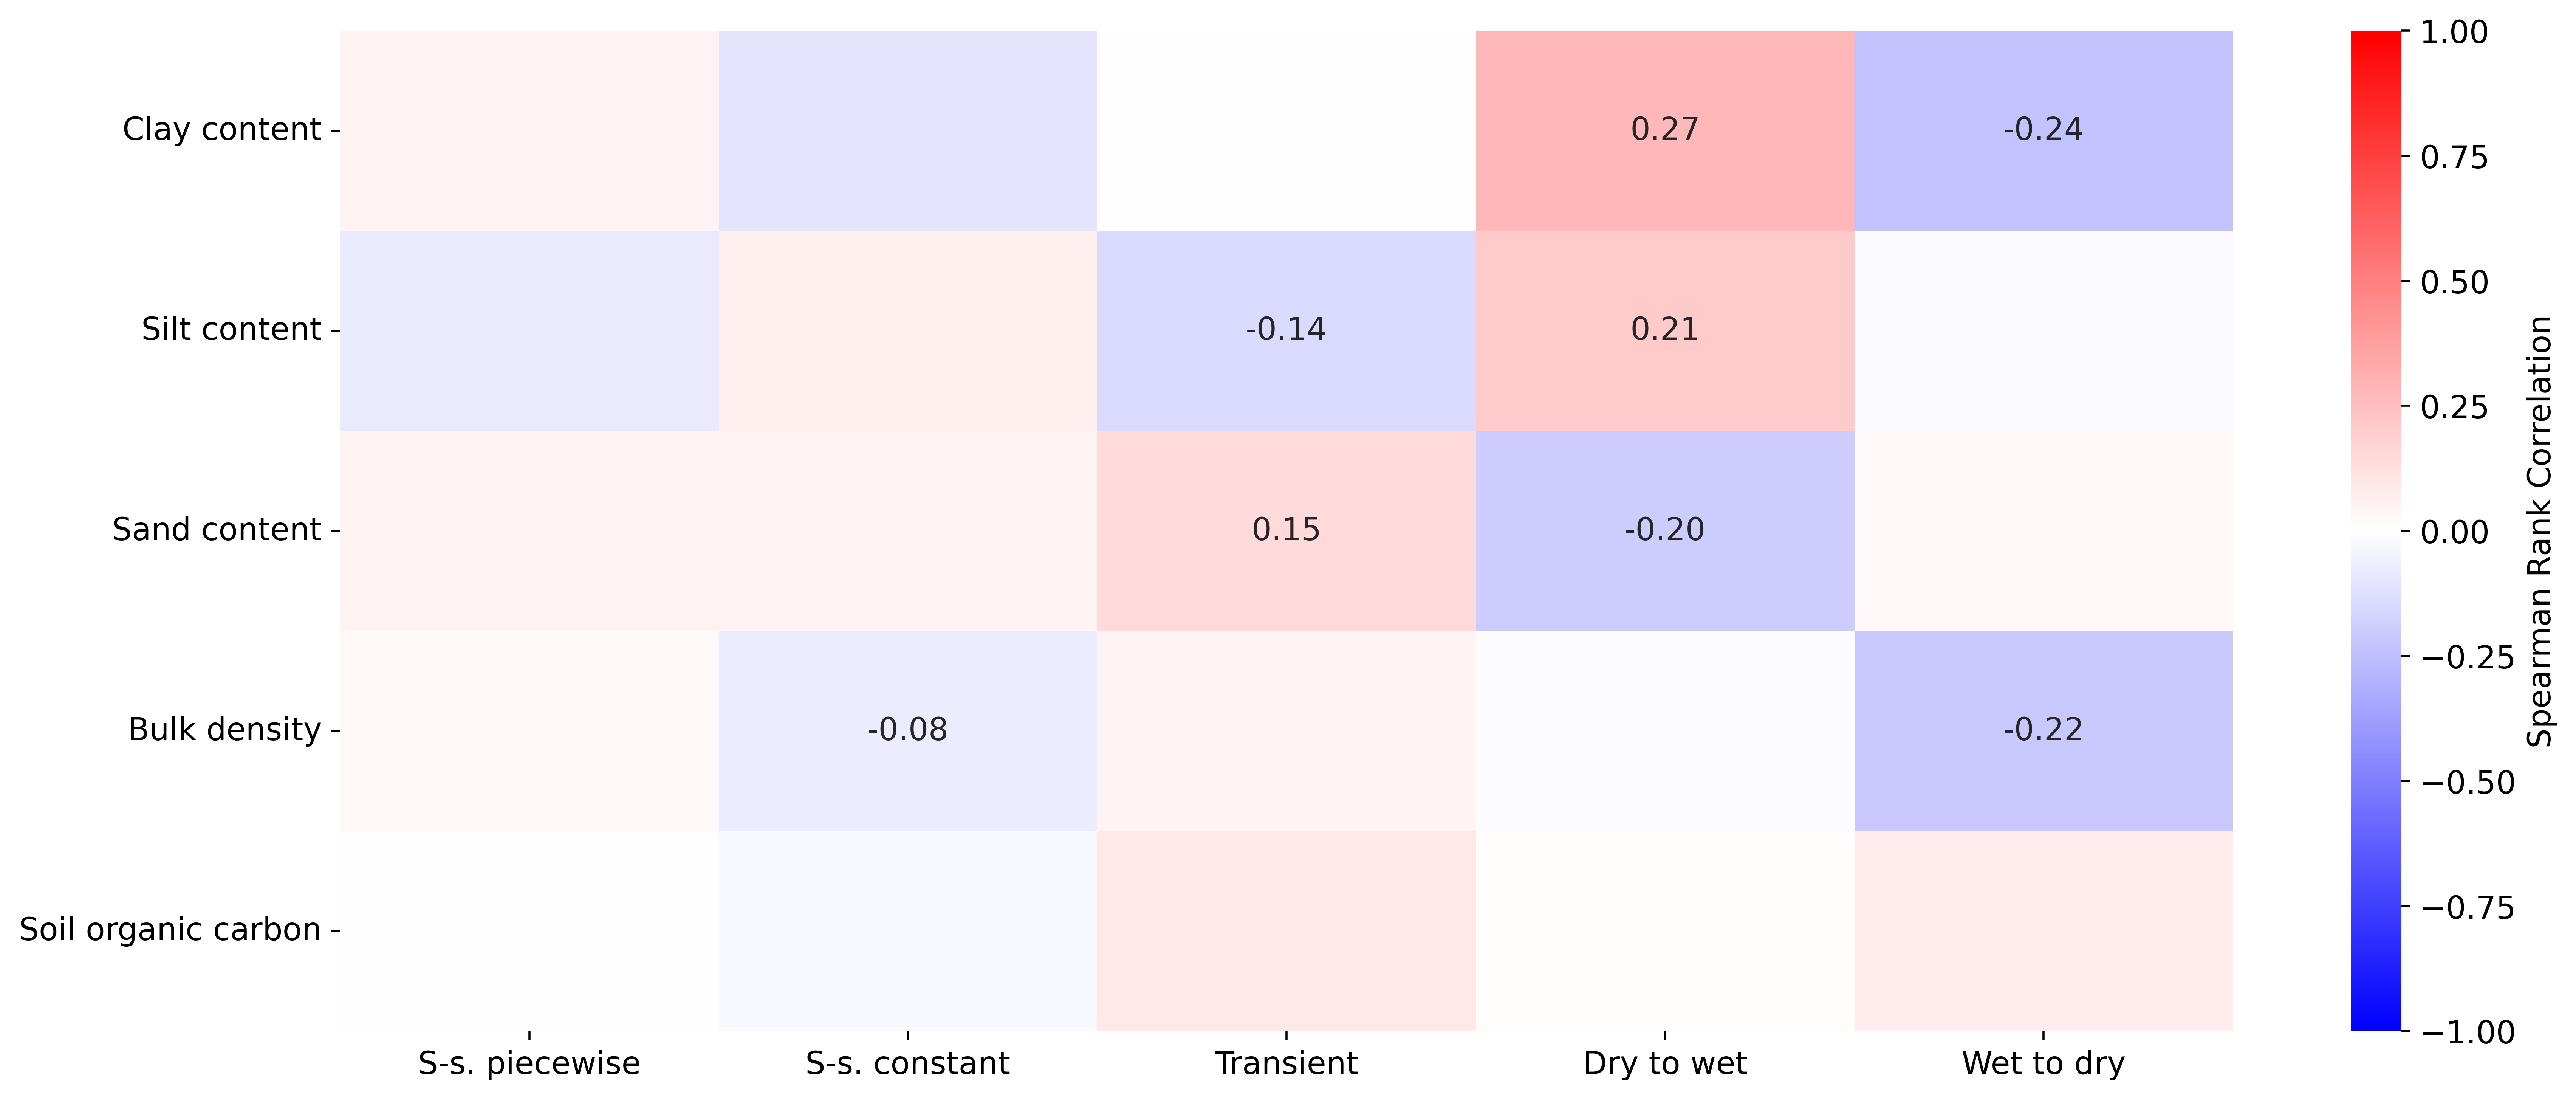 Clay content
0.27
-0.24
Silt content
-0.14
0.21
Sand content
0.15
-0.20
Bulk density
-0.08
-0.22
Soil organic carbon
S-s. piecewise
S-s. constant
Transient
Dry to wet
Wet to dry
1.00
0.75
0.50
0.25
0.00
−0.25
−0.50
−0.75
−1.00
Spearman Rank Correlation